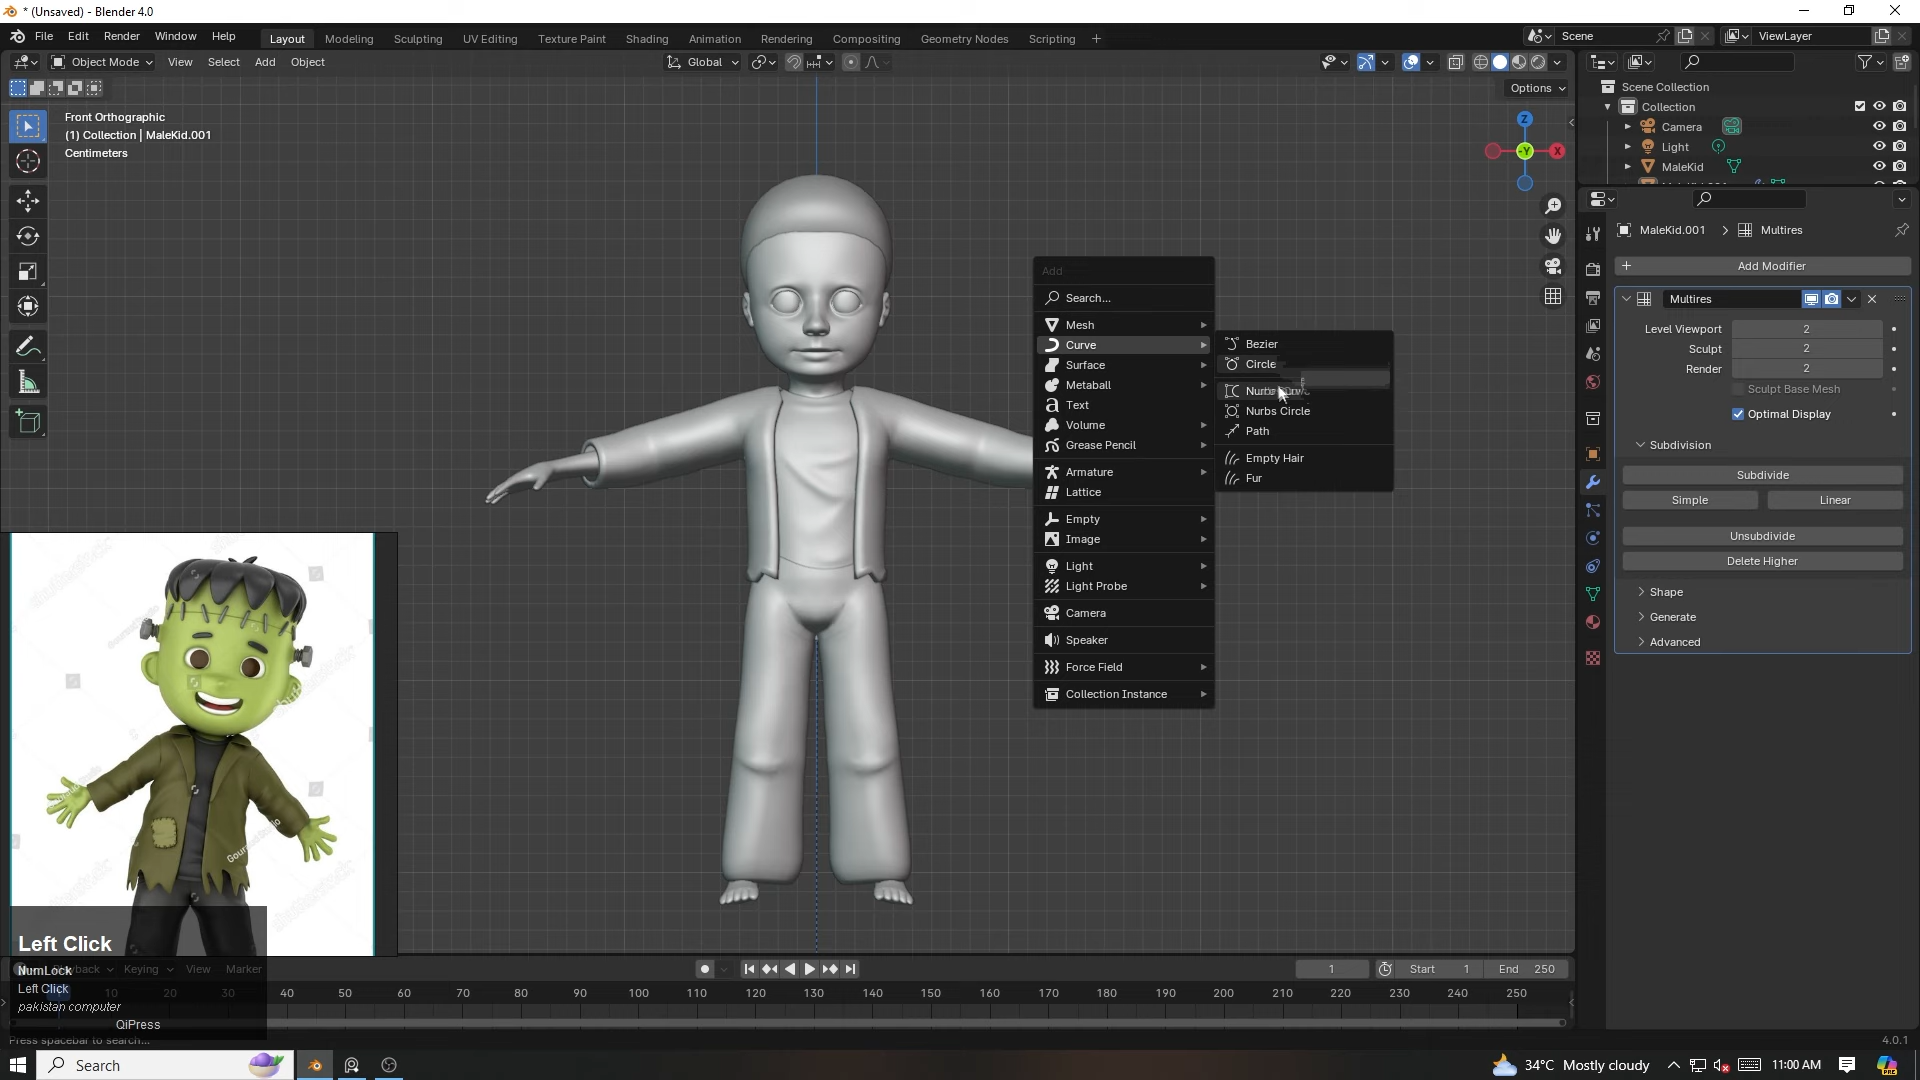 * (Unsaved) - Blender 4.0
File Edit Render Window Help
Layout Modeling Sculpting UV Editing Texture Paint Shading Animation Rendering Compositing Geometry Nodes Scripting +
Scene
ViewLayer
Object Mode View Select Add Object
Global
Options
Front Orthographic
(1) Collection | MaleKid.001
Centimeters
Z
-Y
X
Scene Collection
Collection
Camera
Light
MaleKid
MaleKid.001
Multires
Add Modifier
Multires
Level Viewport 2
Sculpt 2
Render 2
Sculpt Base Mesh
Optimal Display
Subdivision
Subdivide
Simple Linear
Unsubdivide
Delete Higher
Shape
Generate
Advanced
Add
Search...
Mesh
Curve
Surface
Metaball
Text
Volume
Grease Pencil
Armature
Lattice
Empty
Image
Light
Light Probe
Camera
Speaker
Force Field
Collection Instance
Bezier
Circle
Nurbs Circle
Path
Empty Hair
Fur
Left Click
NumLock
Left Click
pakistan computer
QiPress
Playback Keying View Marker
1 Start 1 End 250
10 20 30 40 50 60 70 80 90 100 110 120 130 140 150 160 170 180 190 200 210 220 230 240 250
Press spacebar to search...
4.0.1
Search
34°C Mostly cloudy
11:00 AM